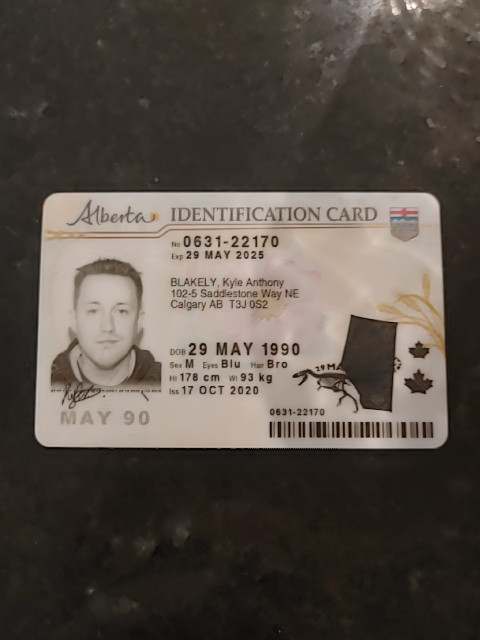 Alberta IDENTIFICATION CARD
No 0631-22170
Exp 29 MAY 2025
BLAKELY, Kyle Anthony
102-5 Saddlestone Way NE
Calgary AB T3J 0S2
DOB 29 MAY 1990
Sex M Eyes Blu Hair Bro
Ht 178 cm Wt 93 kg
Iss 17 OCT 2020
29 MA
MAY 90
0631-22170